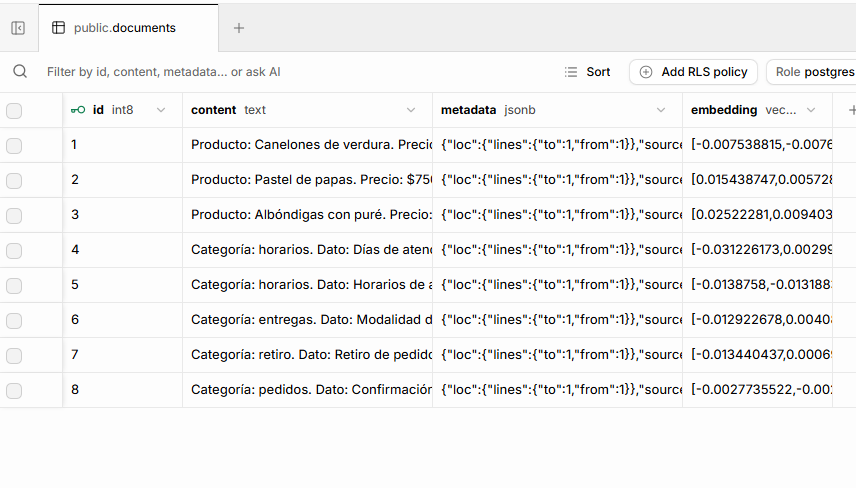 public.documents
Filter by id, content, metadata... or ask AI
Sort
Add RLS policy
Role postgres
id int8
content text
metadata jsonb
embedding vec...
1 Producto: Canelones de verdura. Precio {"loc":{"lines":{"to":1,"from":1}},"source [-0.007538815,-0.0076
2 Producto: Pastel de papas. Precio: $750 {"loc":{"lines":{"to":1,"from":1}},"source [0.015438747,0.005728
3 Producto: Albóndigas con puré. Precio: {"loc":{"lines":{"to":1,"from":1}},"source [0.02522281,0.009403
4 Categoría: horarios. Dato: Días de aten {"loc":{"lines":{"to":1,"from":1}},"source [-0.031226173,0.00299
5 Categoría: horarios. Dato: Horarios de a {"loc":{"lines":{"to":1,"from":1}},"source [-0.0138758,-0.013188
6 Categoría: entregas. Dato: Modalidad d {"loc":{"lines":{"to":1,"from":1}},"source [-0.012922678,0.0040
7 Categoría: retiro. Dato: Retiro de pedido {"loc":{"lines":{"to":1,"from":1}},"source [-0.013440437,0.0006
8 Categoría: pedidos. Dato: Confirmación {"loc":{"lines":{"to":1,"from":1}},"source [-0.0027735522,-0.00